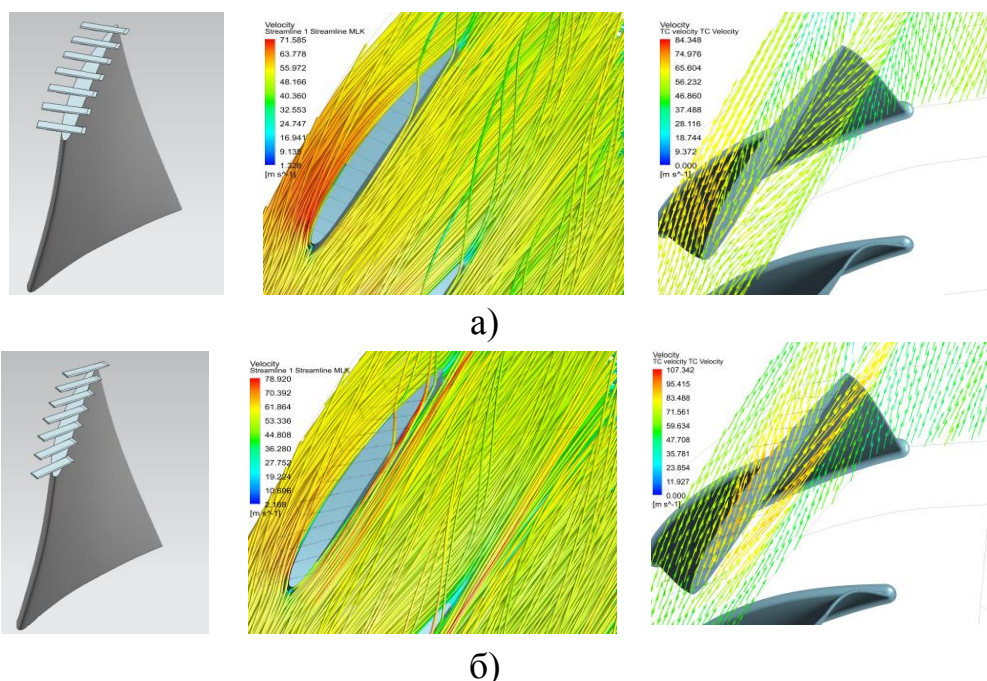 Velocity
Streamline 1 Streamline MLK
71.585
63.778
55.972
48.166
40.360
32.553
24.747
16.941
9.135
1.328
[m s^-1]
Velocity
TC velocity TC Velocity
84.348
74.976
65.604
56.232
46.860
37.488
28.116
18.744
9.372
0.000
[m s^-1]
а)
Velocity
Streamline 1 Streamline MLK
78.920
70.392
61.864
53.336
44.808
36.280
27.752
19.224
10.696
2.168
[m s^-1]
Velocity
TC velocity TC Velocity
107.342
95.415
83.488
71.561
59.634
47.708
35.781
23.854
11.927
0.000
[m s^-1]
б)